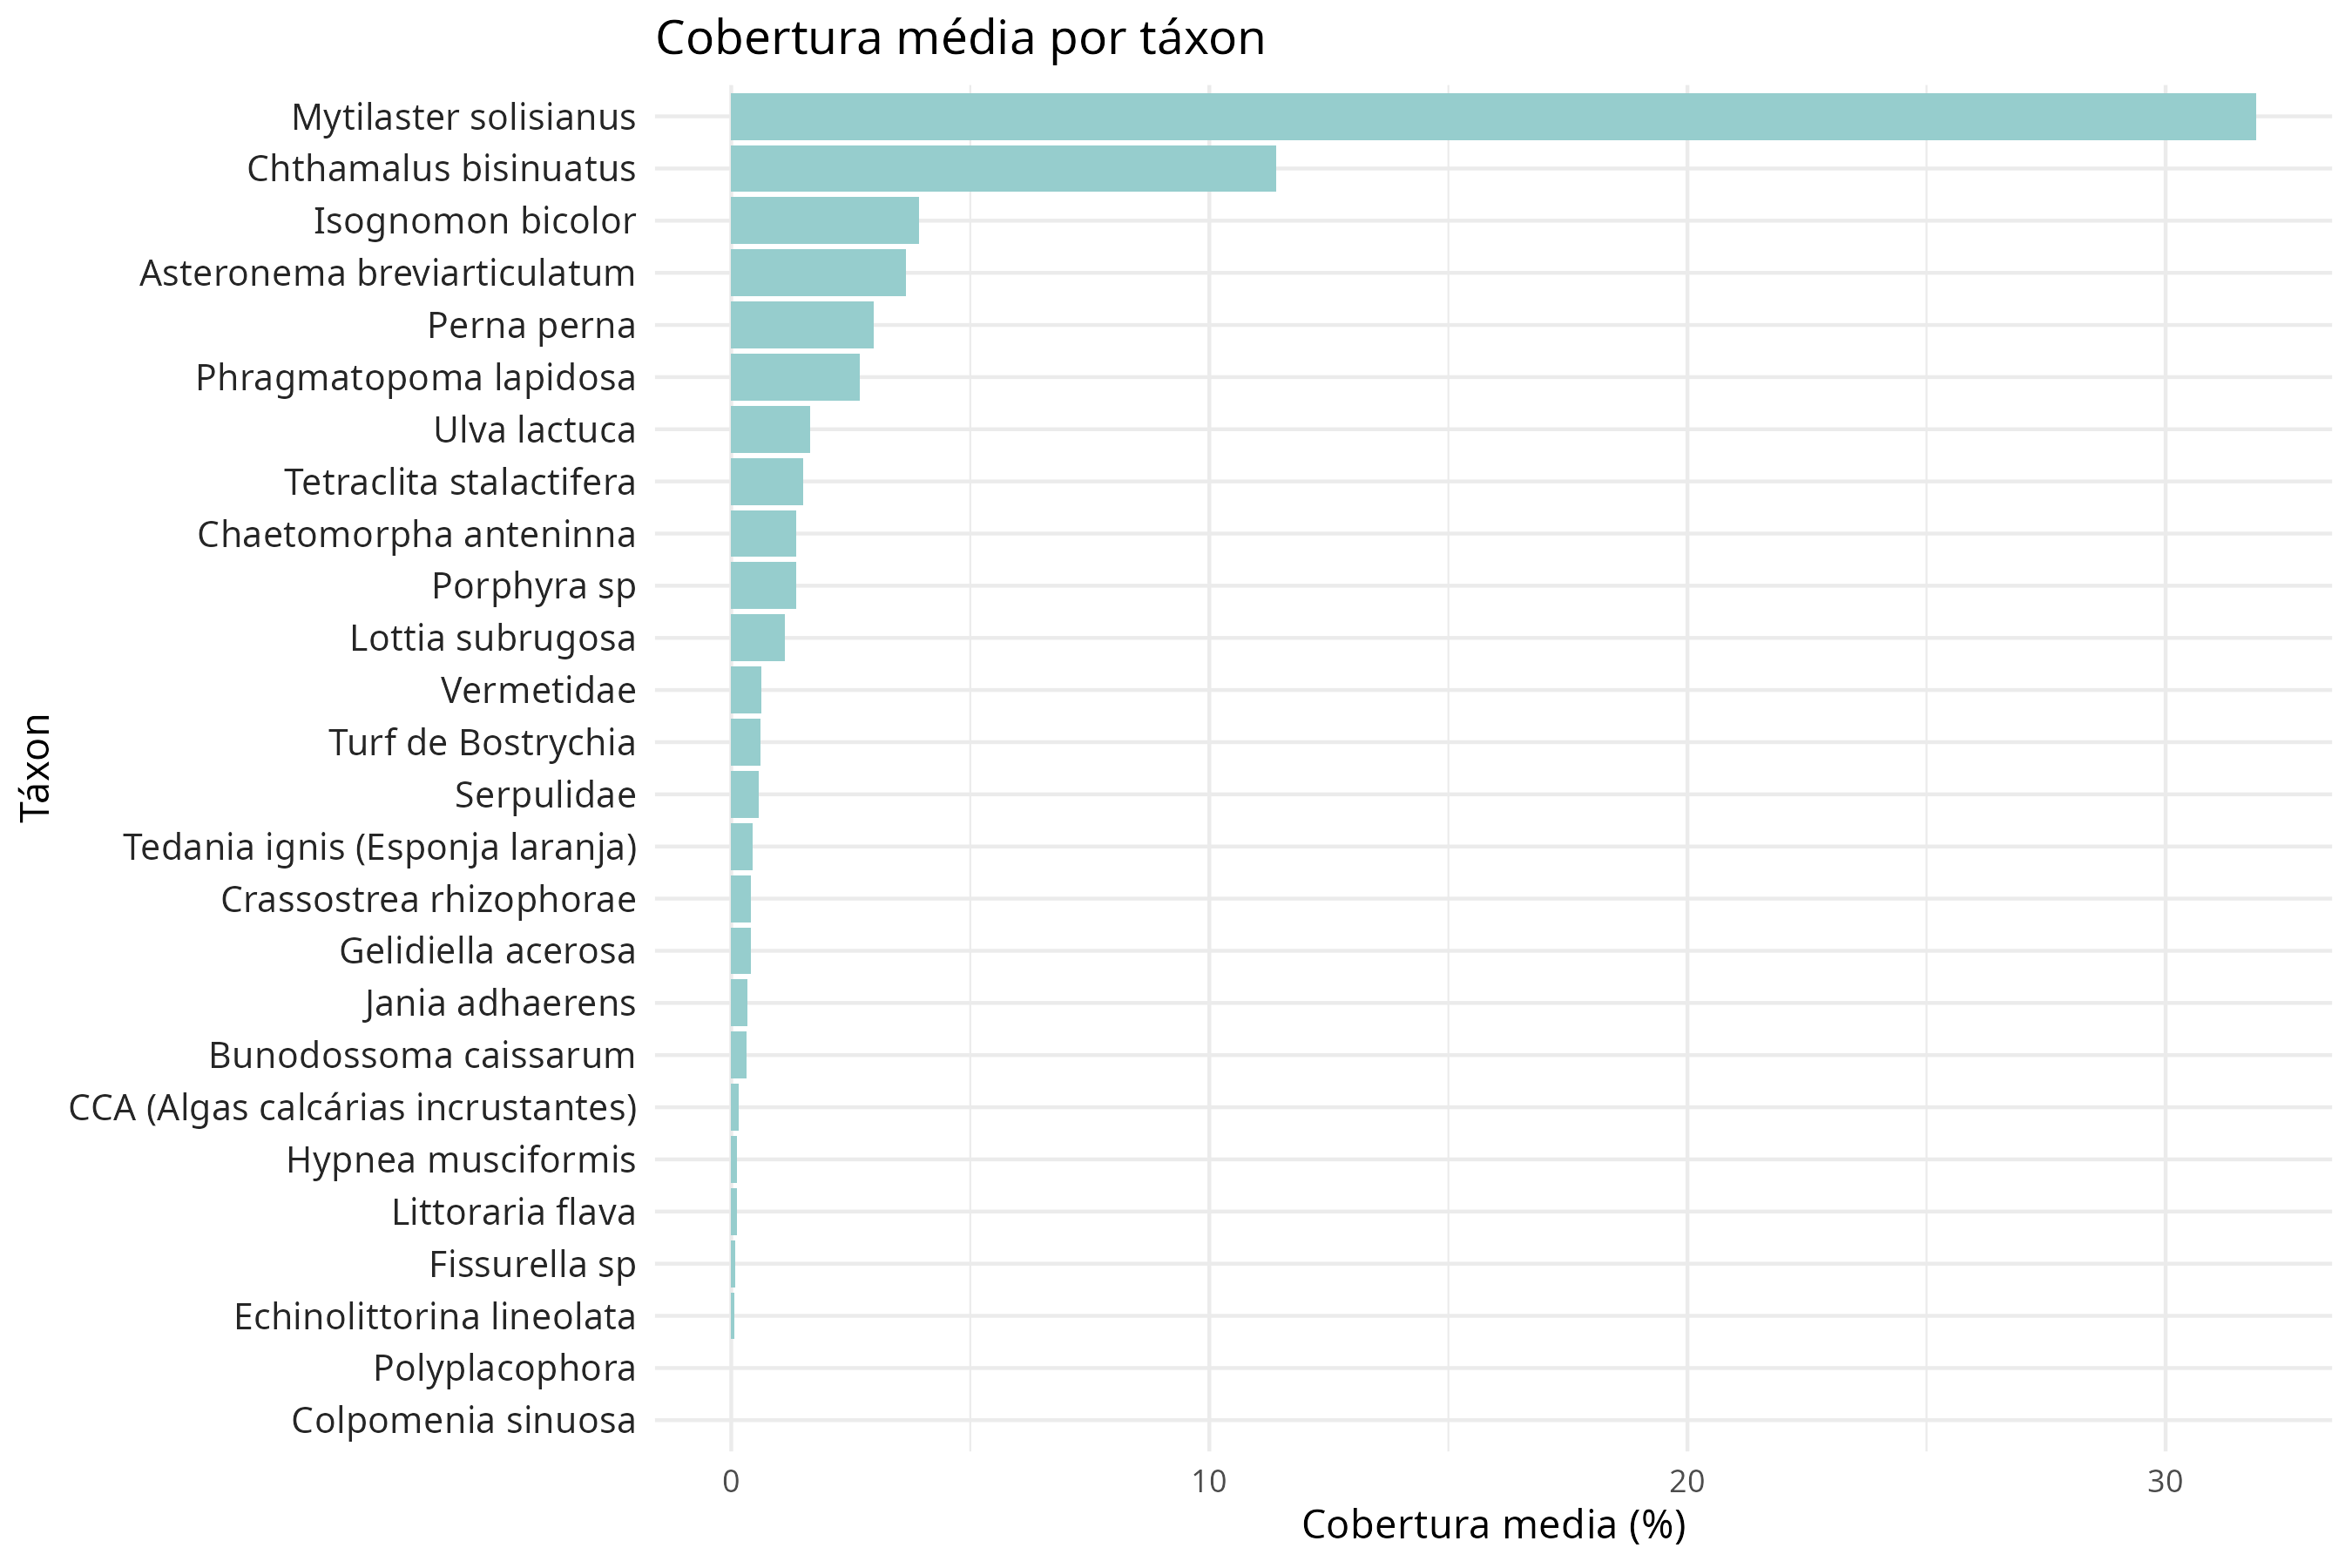 Cobertura média por táxon
Mytilaster solisianus
Chthamalus bisinuatus
Isognomon bicolor
Asteronema breviarticulatum
Perna perna
Phragmatopoma lapidosa
Ulva lactuca
Tetraclita stalactifera
Chaetomorpha anteninna
Porphyra sp
Lottia subrugosa
Vermetidae
Turf de Bostrychia
Serpulidae
Tedania ignis (Esponja laranja)
Crassostrea rhizophorae
Gelidiella acerosa
Jania adhaerens
Bunodossoma caissarum
CCA (Algas calcárias incrustantes)
Hypnea musciformis
Littoraria flava
Fissurella sp
Echinolittorina lineolata
Polyplacophora
Colpomenia sinuosa
Táxon
0 10 20 30
Cobertura media (%)